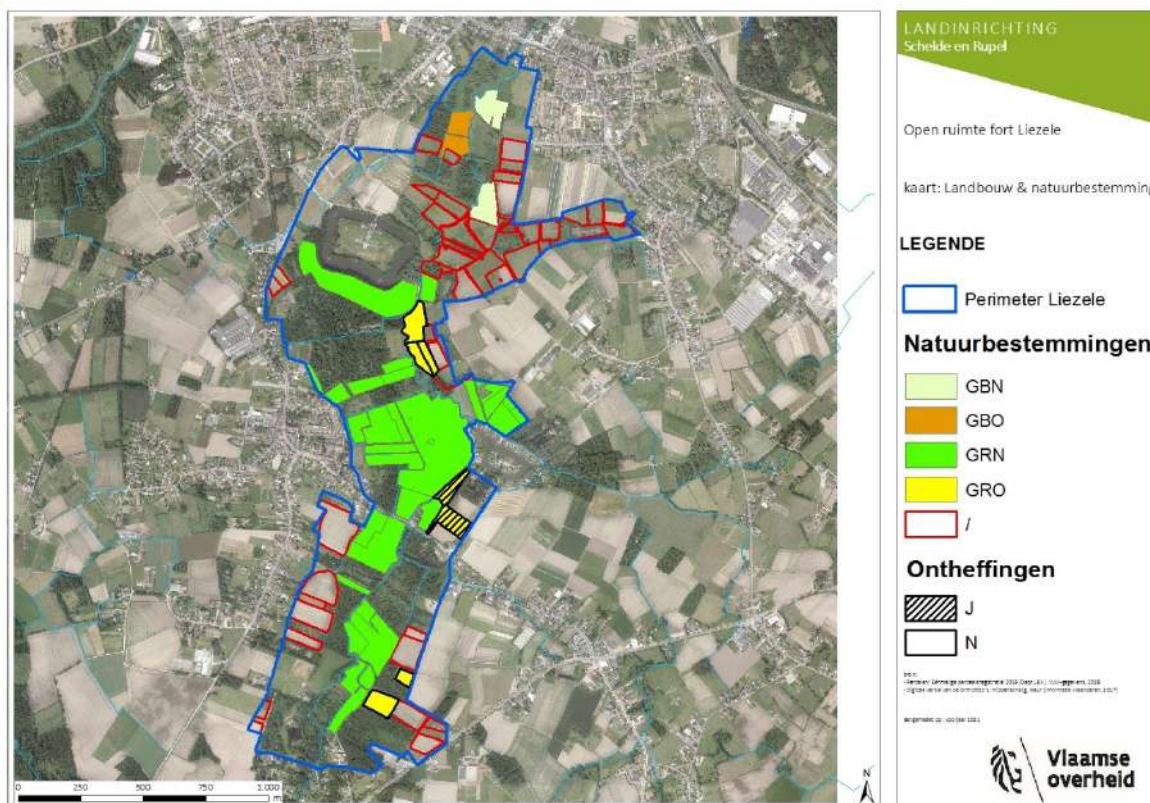 LANDINRICHTING
Schelde en Rupel
Open ruimte fort Liezele
kaart: Landbouw & natuurbestemming
LEGENDE
Perimeter Liezele
Natuurbestemmingen
GBN
GBO
GRN
GRO
/
Ontheffingen
J
N
Vlaamse
overheid
0 250 500 750 1.000
m
N